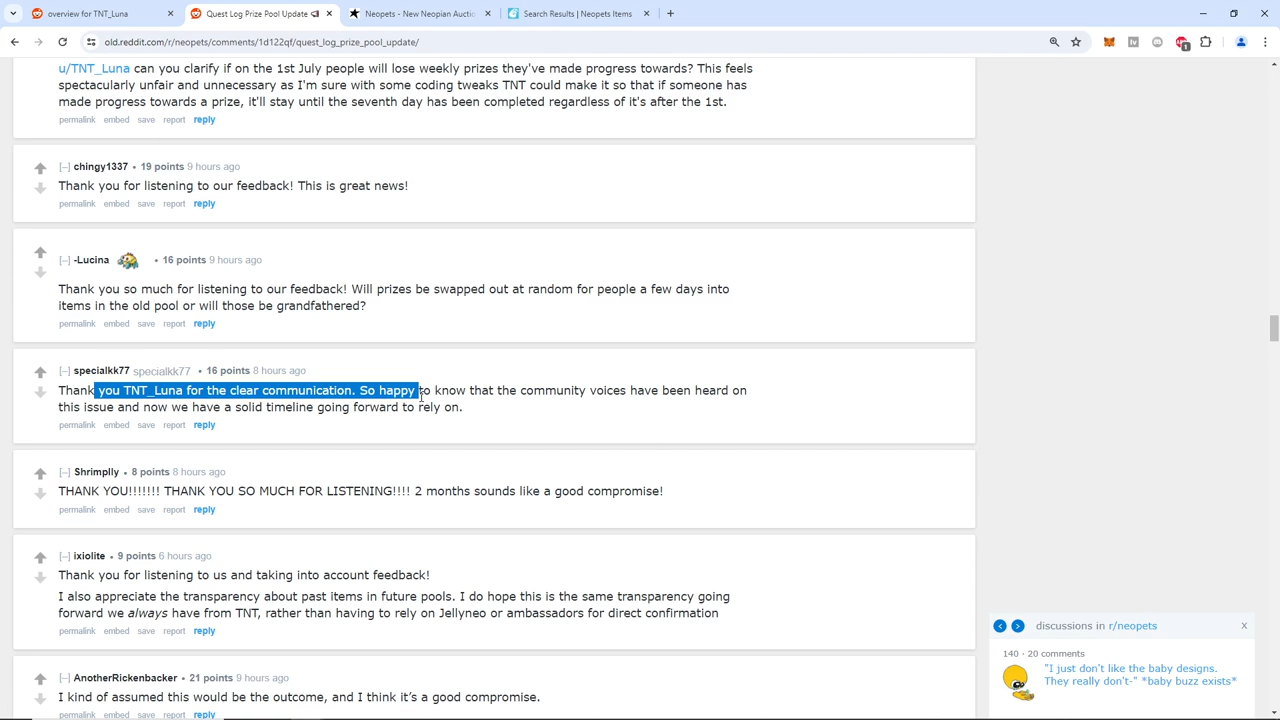 overview for TNT_Luna
Quest Log Prize Pool Update
Neopets - New Neopian Auctio
Search Results | Neopets Items
old.reddit.com/r/neopets/comments/1d122qf/quest_log_prize_pool_update/
u/TNT_Luna can you clarify if on the 1st July people will lose weekly prizes they've made progress towards? This feels
spectacularly unfair and unnecessary as I'm sure with some coding tweaks TNT could make it so that if someone has
made progress towards a prize, it'll stay until the seventh day has been completed regardless of it's after the 1st.
permalink embed save report reply
[–] chingy1337 • 19 points 9 hours ago
Thank you for listening to our feedback! This is great news!
permalink embed save report reply
[–] -Lucina • 16 points 9 hours ago
Thank you so much for listening to our feedback! Will prizes be swapped out at random for people a few days into
items in the old pool or will those be grandfathered?
permalink embed save report reply
[–] specialkk77 specialkk77 • 16 points 8 hours ago
Thank you TNT_Luna for the clear communication. So happy to know that the community voices have been heard on
this issue and now we have a solid timeline going forward to rely on.
permalink embed save report reply
[–] Shrimplly • 8 points 8 hours ago
THANK YOU!!!!!!! THANK YOU SO MUCH FOR LISTENING!!!! 2 months sounds like a good compromise!
permalink embed save report reply
[–] ixiolite • 9 points 6 hours ago
Thank you for listening to us and taking into account feedback!
I also appreciate the transparency about past items in future pools. I do hope this is the same transparency going
forward we always have from TNT, rather than having to rely on Jellyneo or ambassadors for direct confirmation
permalink embed save report reply
[–] AnotherRickenbacker • 21 points 9 hours ago
I kind of assumed this would be the outcome, and I think it's a good compromise.
permalink embed save report reply
discussions in r/neopets X
140 · 20 comments
"I just don't like the baby designs.
They really don't-" *baby buzz exists*